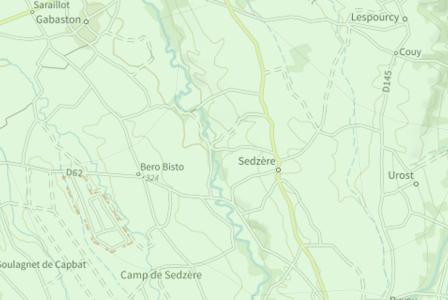 Saraillot
Gabaston
Lespourcy
Couy
D145
Sedzère
Bero Bisto
324
D62
Urost
Soulagnet de Capbat
Camp de Sedzère